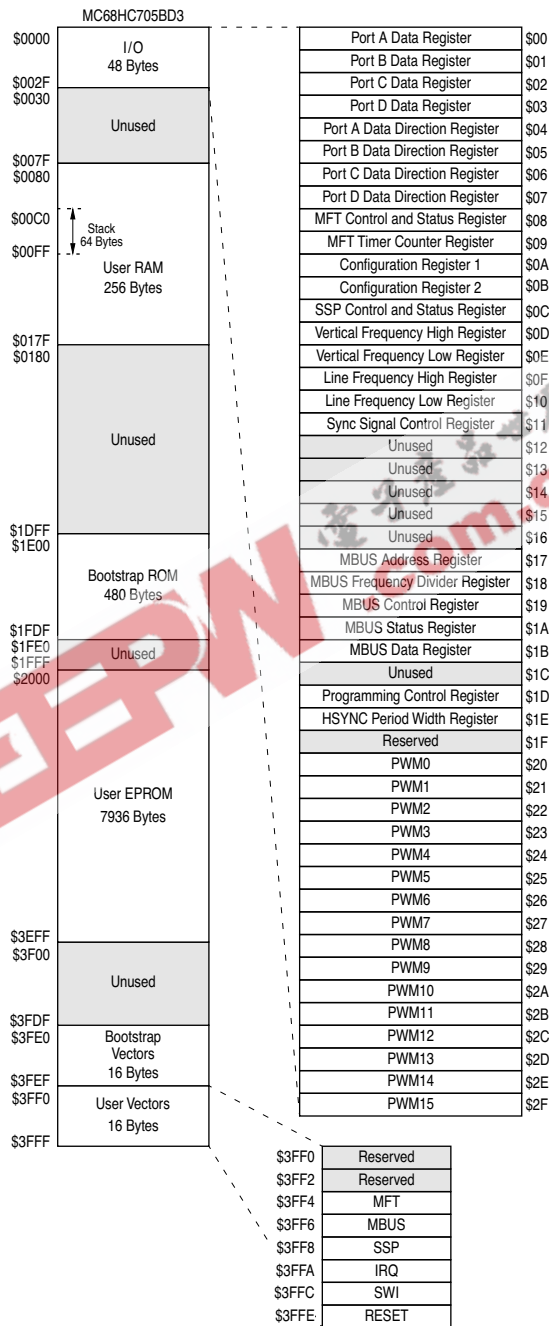 MC68HC705BD3
$0000
I/O
48 Bytes
$002F
$0030
Unused
$007F
$0080
$00C0
Stack
64 Bytes
$00FF
User RAM
256 Bytes
$017F
$0180
Unused
$1DFF
$1E00
Bootstrap ROM
480 Bytes
$1FDF
$1FE0
Unused
$1FFF
$2000
User EPROM
7936 Bytes
$3EFF
$3F00
Unused
$3FDF
$3FE0
Bootstrap
Vectors
16 Bytes
$3FEF
$3FF0
User Vectors
16 Bytes
$3FFF
Port A Data Register $00
Port B Data Register $01
Port C Data Register $02
Port D Data Register $03
Port A Data Direction Register $04
Port B Data Direction Register $05
Port C Data Direction Register $06
Port D Data Direction Register $07
MFT Control and Status Register $08
MFT Timer Counter Register $09
Configuration Register 1 $0A
Configuration Register 2 $0B
SSP Control and Status Register $0C
Vertical Frequency High Register $0D
Vertical Frequency Low Register $0E
Line Frequency High Register $0F
Line Frequency Low Register $10
Sync Signal Control Register $11
Unused $12
Unused $13
Unused $14
Unused $15
Unused $16
MBUS Address Register $17
MBUS Frequency Divider Register $18
MBUS Control Register $19
MBUS Status Register $1A
MBUS Data Register $1B
Unused $1C
Programming Control Register $1D
HSYNC Period Width Register $1E
Reserved $1F
PWM0 $20
PWM1 $21
PWM2 $22
PWM3 $23
PWM4 $24
PWM5 $25
PWM6 $26
PWM7 $27
PWM8 $28
PWM9 $29
PWM10 $2A
PWM11 $2B
PWM12 $2C
PWM13 $2D
PWM14 $2E
PWM15 $2F
$3FF0 Reserved
$3FF2 Reserved
$3FF4 MFT
$3FF6 MBUS
$3FF8 SSP
$3FFA IRQ
$3FFC SWI
$3FFE RESET
EEPW
.com.c
電子產品世